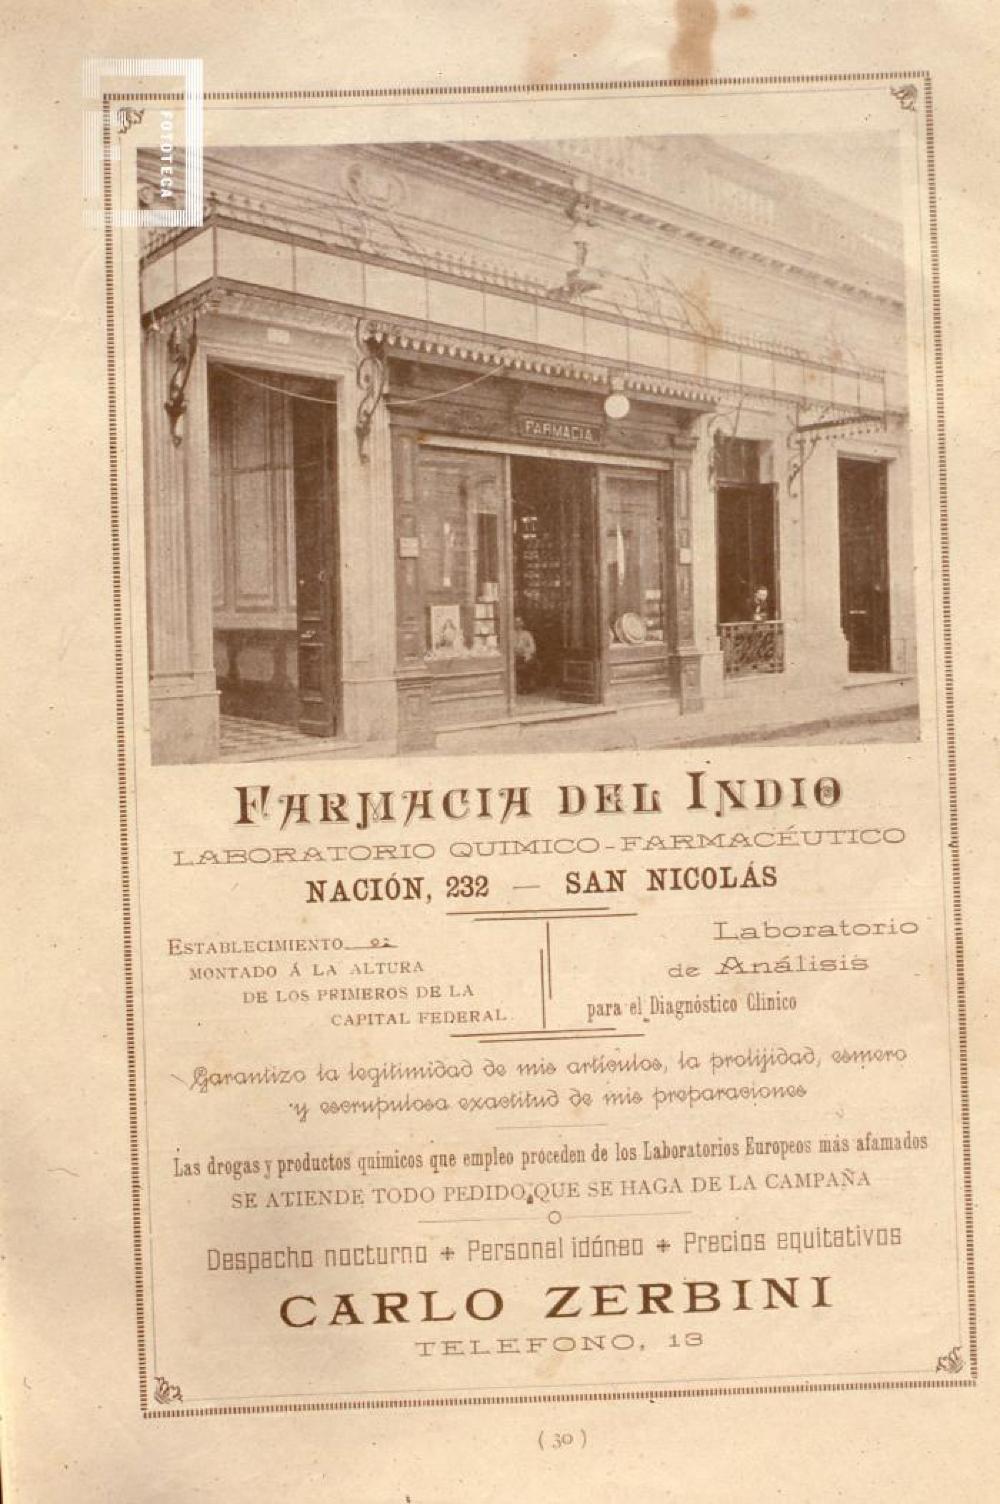 FOTOTECA
FARMACIA
FARMACIA DEL INDIO
LABORATORIO QUIMICO-FARMACÉUTICO
NACIÓN, 232 — SAN NICOLÁS
ESTABLECIMIENTO
MONTADO Á LA ALTURA
DE LOS PRIMEROS DE LA
CAPITAL FEDERAL.
Laboratorio
de Análisis
para el Diagnóstico Clinico
Garantizo la legitimidad de mis artículos, la prolijidad, esmero
y escrupulosa exactitud de mis preparaciones
Las drogas y productos quimicos que empleo proceden de los Laboratorios Europeos más afamados
SE ATIENDE TODO PEDIDO QUE SE HAGA DE LA CAMPAÑA
Despacho nocturno + Personal idóneo + Precios equitativos
CARLO ZERBINI
TELEFONO, 13
(30)